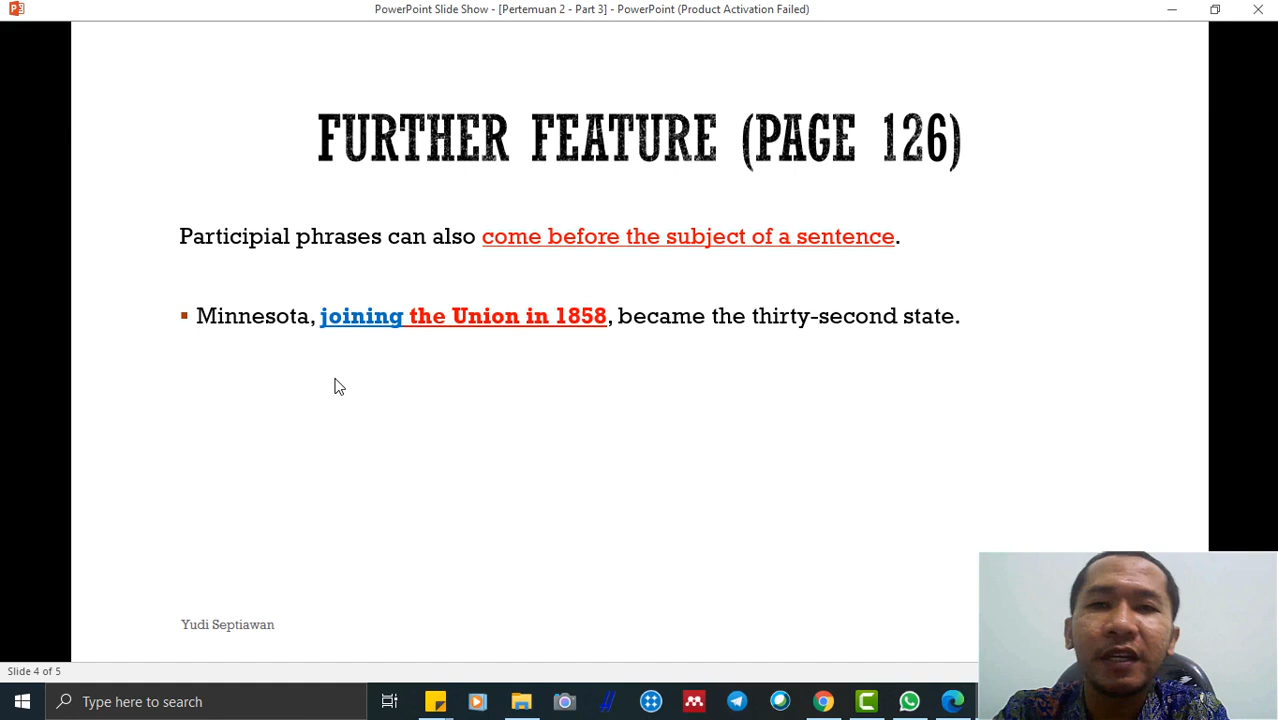 PowerPoint Slide Show - [Pertemuan 2 - Part 3] - PowerPoint (Product Activation Failed)
FURTHER FEATURE (PAGE 126)
Participial phrases can also come before the subject of a sentence.
▪ Minnesota, joining the Union in 1858, became the thirty-second state.
Yudi Septiawan
Slide 4 of 5
Type here to search